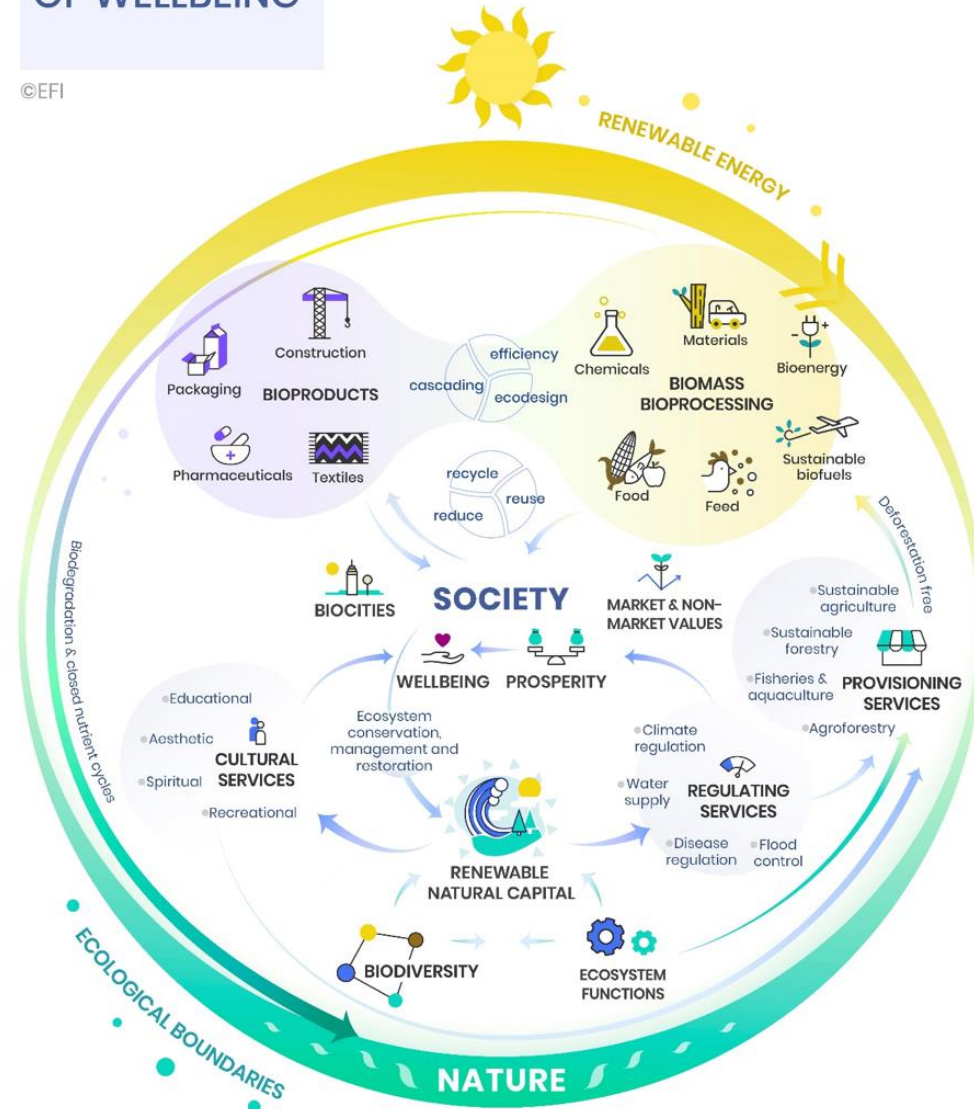 OF WELLBEING
©EFI
RENEWABLE ENERGY
Construction
Packaging
BIOPRODUCTS
Pharmaceuticals
Textiles
efficiency
cascading
ecodesign
recycle
reuse
reduce
Materials
Chemicals
Bioenergy
BIOMASS
BIOPROCESSING
Sustainable
biofuels
Food
Feed
Deforestation free
Biodegradation & closed nutrient cycles
BIOCITIES
SOCIETY
MARKET & NON-
MARKET VALUES
WELLBEING
PROSPERITY
Sustainable
agriculture
Sustainable
forestry
Fisheries &
aquaculture
PROVISIONING
SERVICES
Agroforestry
Educational
Aesthetic
CULTURAL
SERVICES
Spiritual
Recreational
Ecosystem
conservation,
management and
restoration
Climate
regulation
Water
supply
REGULATING
SERVICES
Disease
regulation
Flood
control
RENEWABLE
NATURAL CAPITAL
BIODIVERSITY
ECOSYSTEM
FUNCTIONS
ECOLOGICAL BOUNDARIES
NATURE